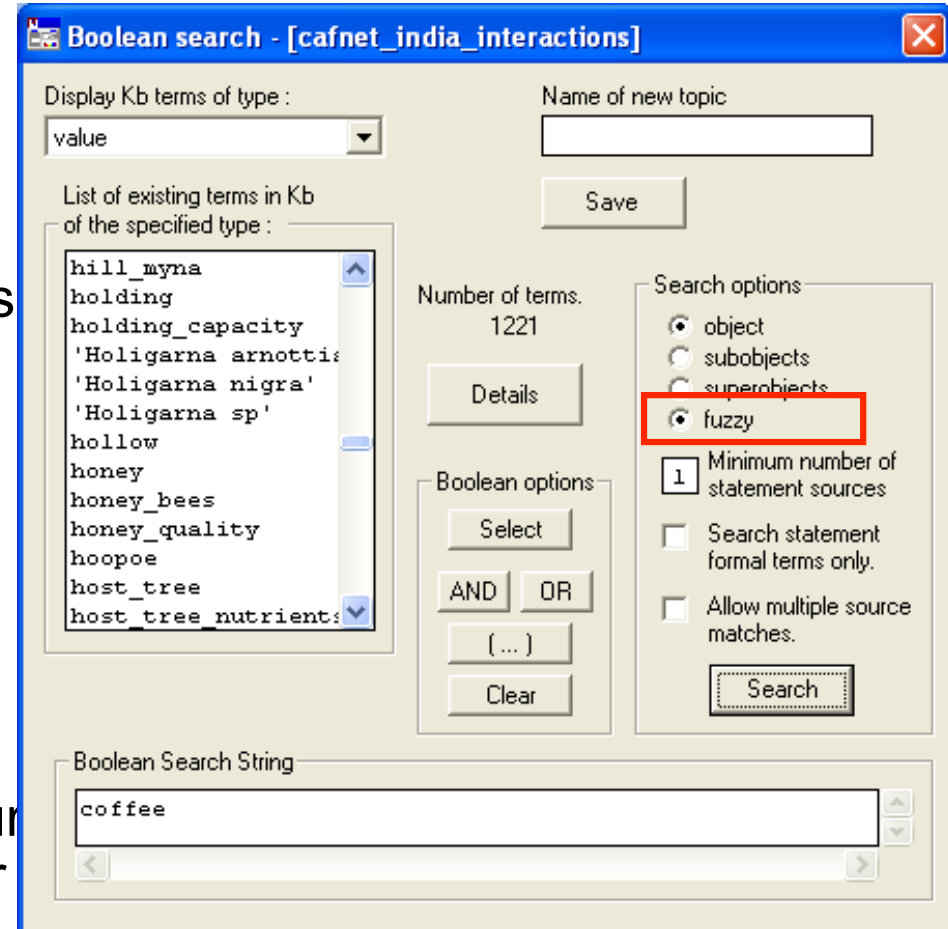 Boolean search - [cafnet_india_interactions]
Display Kb terms of type :
value
Name of new topic
Save
List of existing terms in Kb
of the specified type :
hill_myna
holding
holding_capacity
'Holigarna arnottia
'Holigarna nigra'
'Holigarna sp'
hollow
honey
honey_bees
honey_quality
hoopoe
host_tree
host_tree_nutrients
Number of terms.
1221
Details
Boolean options
Select
AND OR
( ... )
Clear
Search options
object
subobjects
superobjects
fuzzy
1 Minimum number of
statement sources
Search statement
formal terms only.
Allow multiple source
matches.
Search
Boolean Search String
coffee
s
r